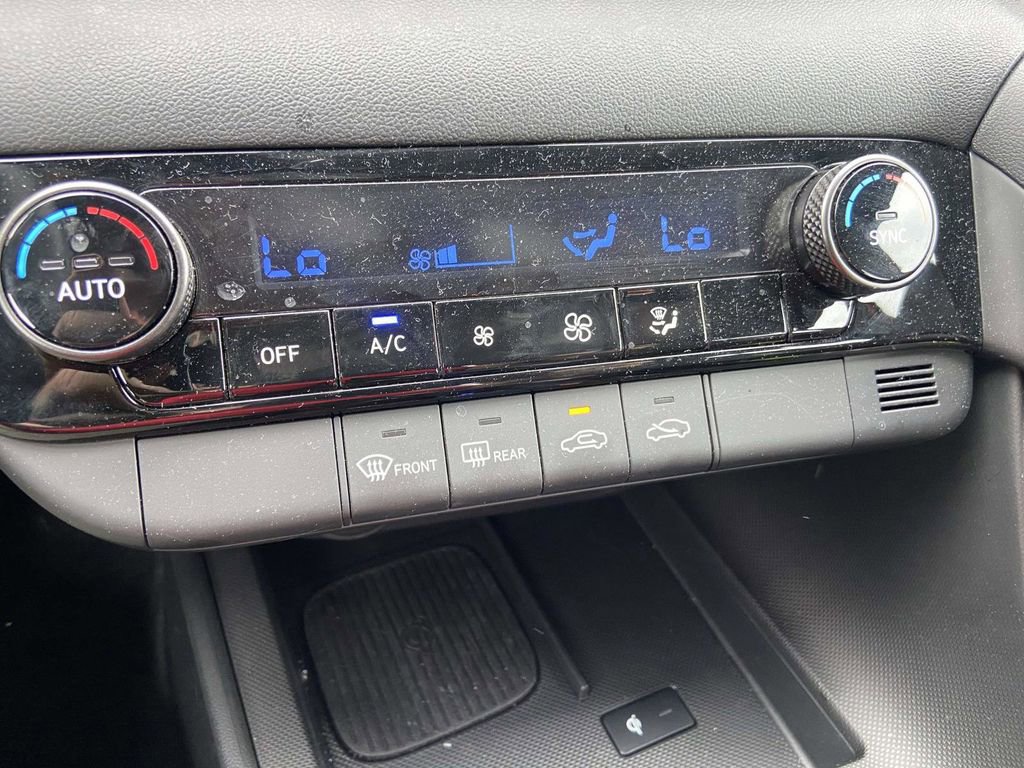 Lo
Lo
AUTO
SYNC
OFF
A/C
FRONT
REAR